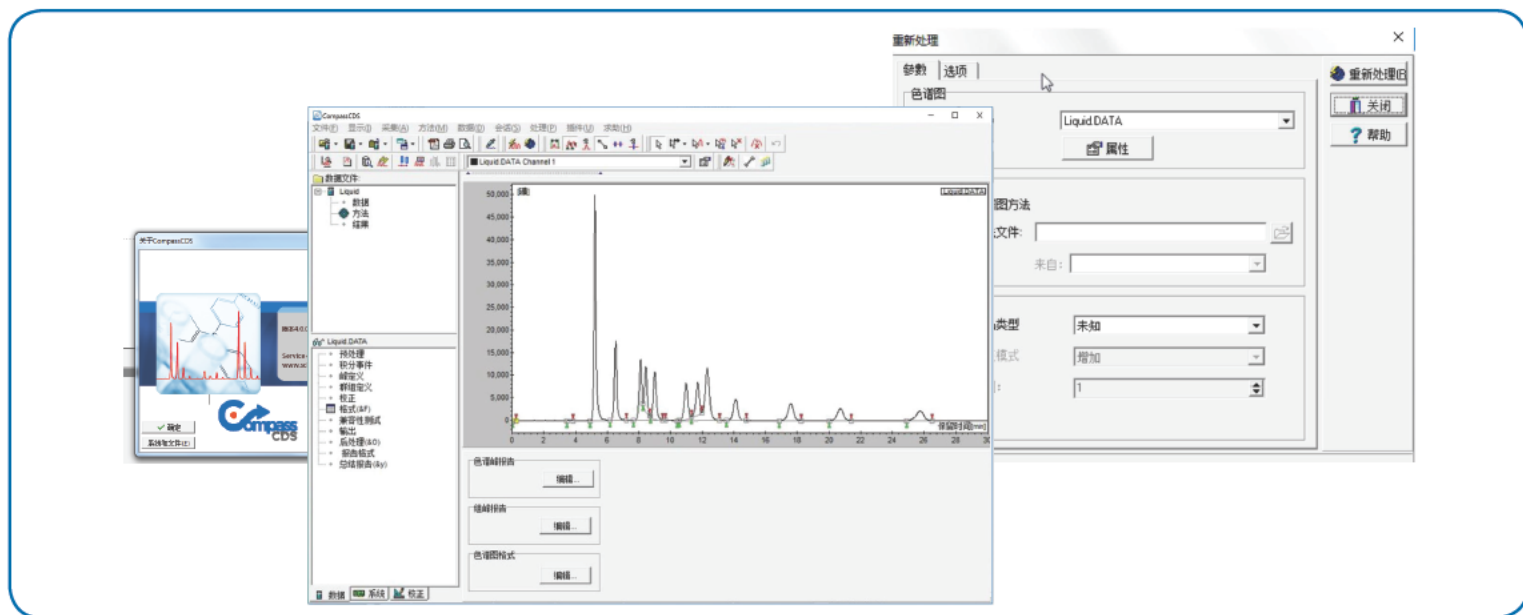 重新处理
參數
选项
色谱图
Liquid.DATA
属性
图方法
文件:
来自:
类型
未知
模式
增加
1
重新处理
关闭
帮助
CompassCDS
文件(F) 显示(I) 采集(A) 方法(M) 数据(D) 会话(S) 处理(P) 插件(U) 求助(H)
Liquid.DATA Channel 1
数据文件:
Liquid
数据
方法
结果
Liquid.DATA
预处理
积分事件
峰定义
群组定义
校正
格式(&F)
兼容性测试
输出
后处理(&O)
报告格式
总结报告(&y)
数据
系统
校正
Liquid.DATA
50,000
45,000
40,000
35,000
30,000
25,000
20,000
15,000
10,000
5,000
0
0 2 4 6 8 10 12 14 16 18 20 22 24 26 28 30
保留时间[min]
色谱峰报告
编辑...
组峰报告
编辑...
色谱图格式
编辑...
关于CompassCDS
Service
www.
Compass
CDS
确定